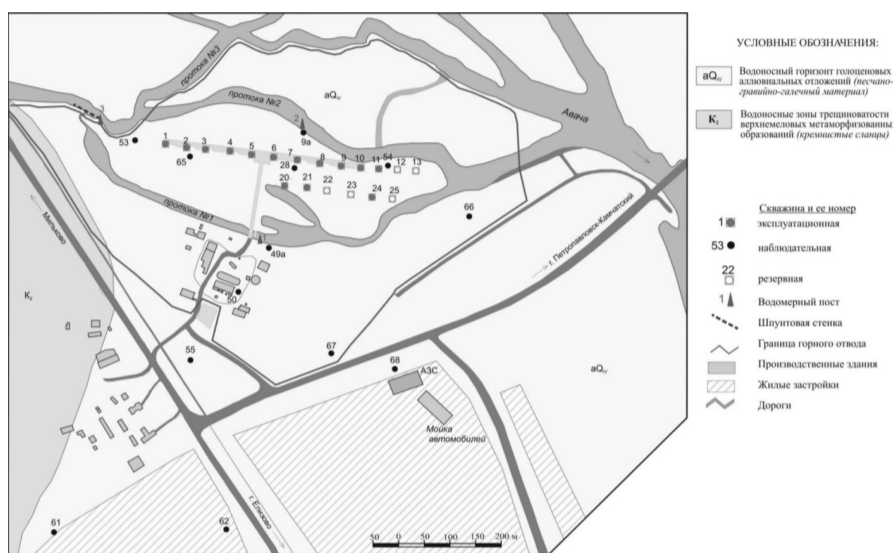 УСЛОВНЫЕ ОБОЗНАЧЕНИЯ:
aQIV
Водоносный горизонт голоценовых
аллювиальных отложений (песчано-
гравийно-галечный материал)
K2
Водоносные зоны трещиноватости
верхнемеловых метаморфизованных
образований (кремнистые сланцы)
Скважина и ее номер
1 эксплуатационная
53 наблюдательная
22
резервная
1 Водомерный пост
Шпунтовая стенка
Граница горного отвода
Производственные здания
Жилые застройки
Дороги
протока №3
протока №2
aQIV
Авача
3
2
9а
53
1 2 3 4 5 6 7 8 9 10 11 54 12 13
65
28
20 21 22 23 24 25
протока №1
66
49а
50
Мильково
г. Петропавловск-Камчатский
K2
55
67
68
АЗС
aQIV
Мойка
автомобилей
г. Елизово
61
62
50 0 50 100 150 200 м